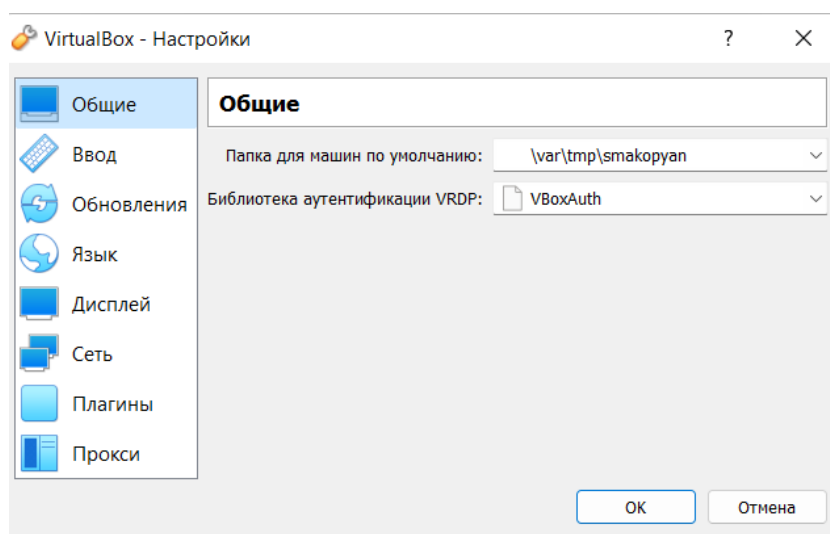 VirtualBox - Настройки
?
Общие
Ввод
Обновления
Язык
Дисплей
Сеть
Плагины
Прокси
Общие
Папка для машин по умолчанию: \var\tmp\smakopyan
Библиотека аутентификации VRDP: VBoxAuth
ОК
Отмена